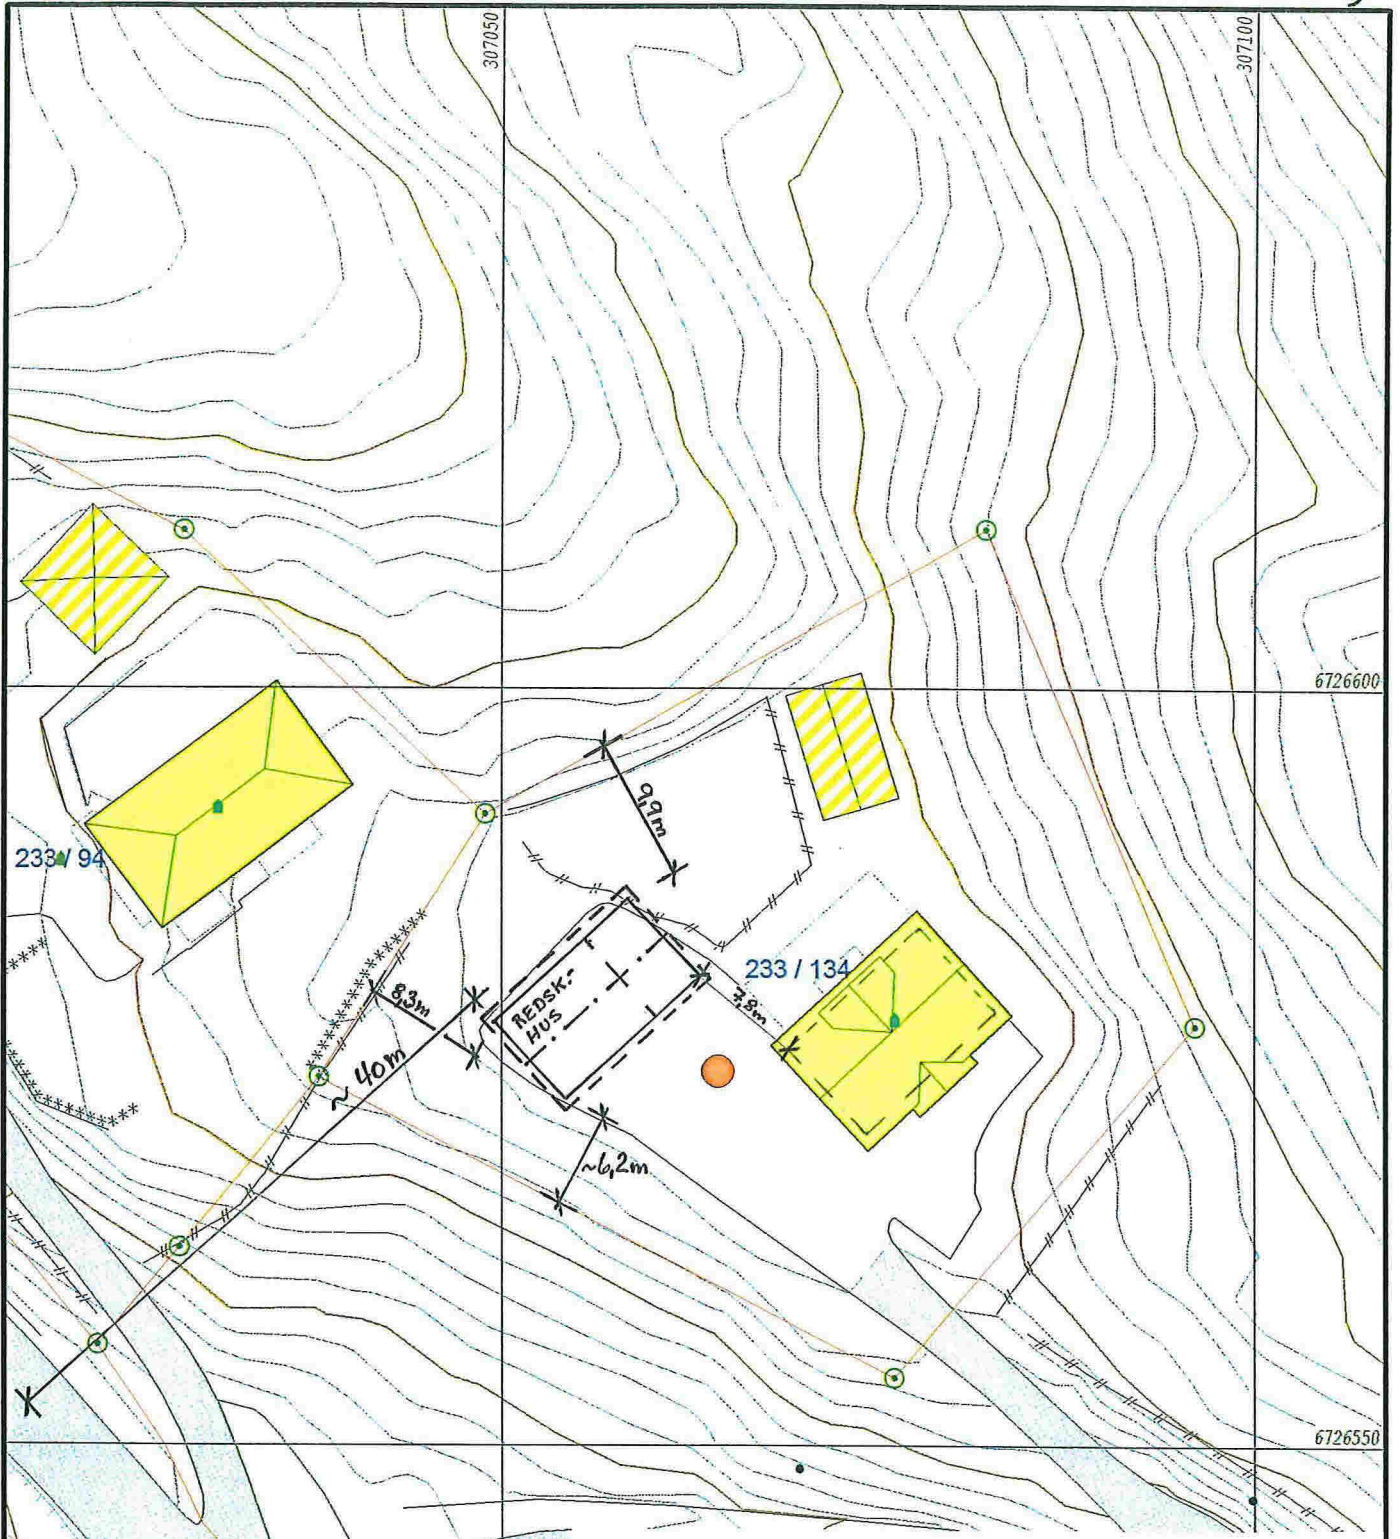 307050
307100
6726600
9,9m
233 / 94
233 / 134
8,3m
REDSK.-
HUS
7,8m
~ 40m
~6,2m
6726550